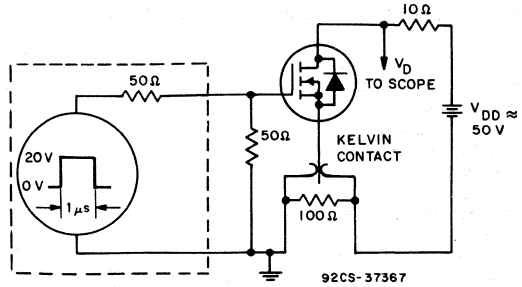 10Ω
V_D
TO SCOPE
50Ω
50Ω
KELVIN
CONTACT
V_DD ≈
50 V
20V
0V
1µs
100Ω
92CS-37367